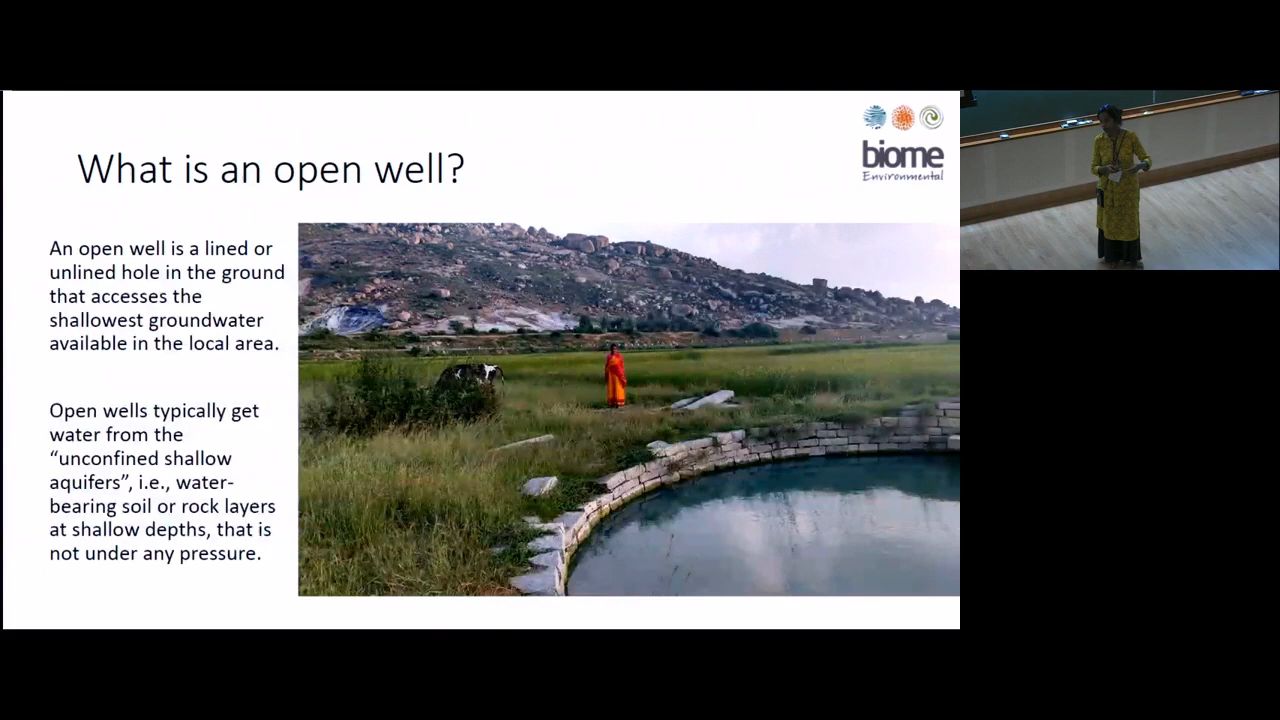 What is an open well?
biome
Environmental
An open well is a lined or
unlined hole in the ground
that accesses the
shallowest groundwater
available in the local area.
Open wells typically get
water from the
“unconfined shallow
aquifers”, i.e., water-
bearing soil or rock layers
at shallow depths, that is
not under any pressure.